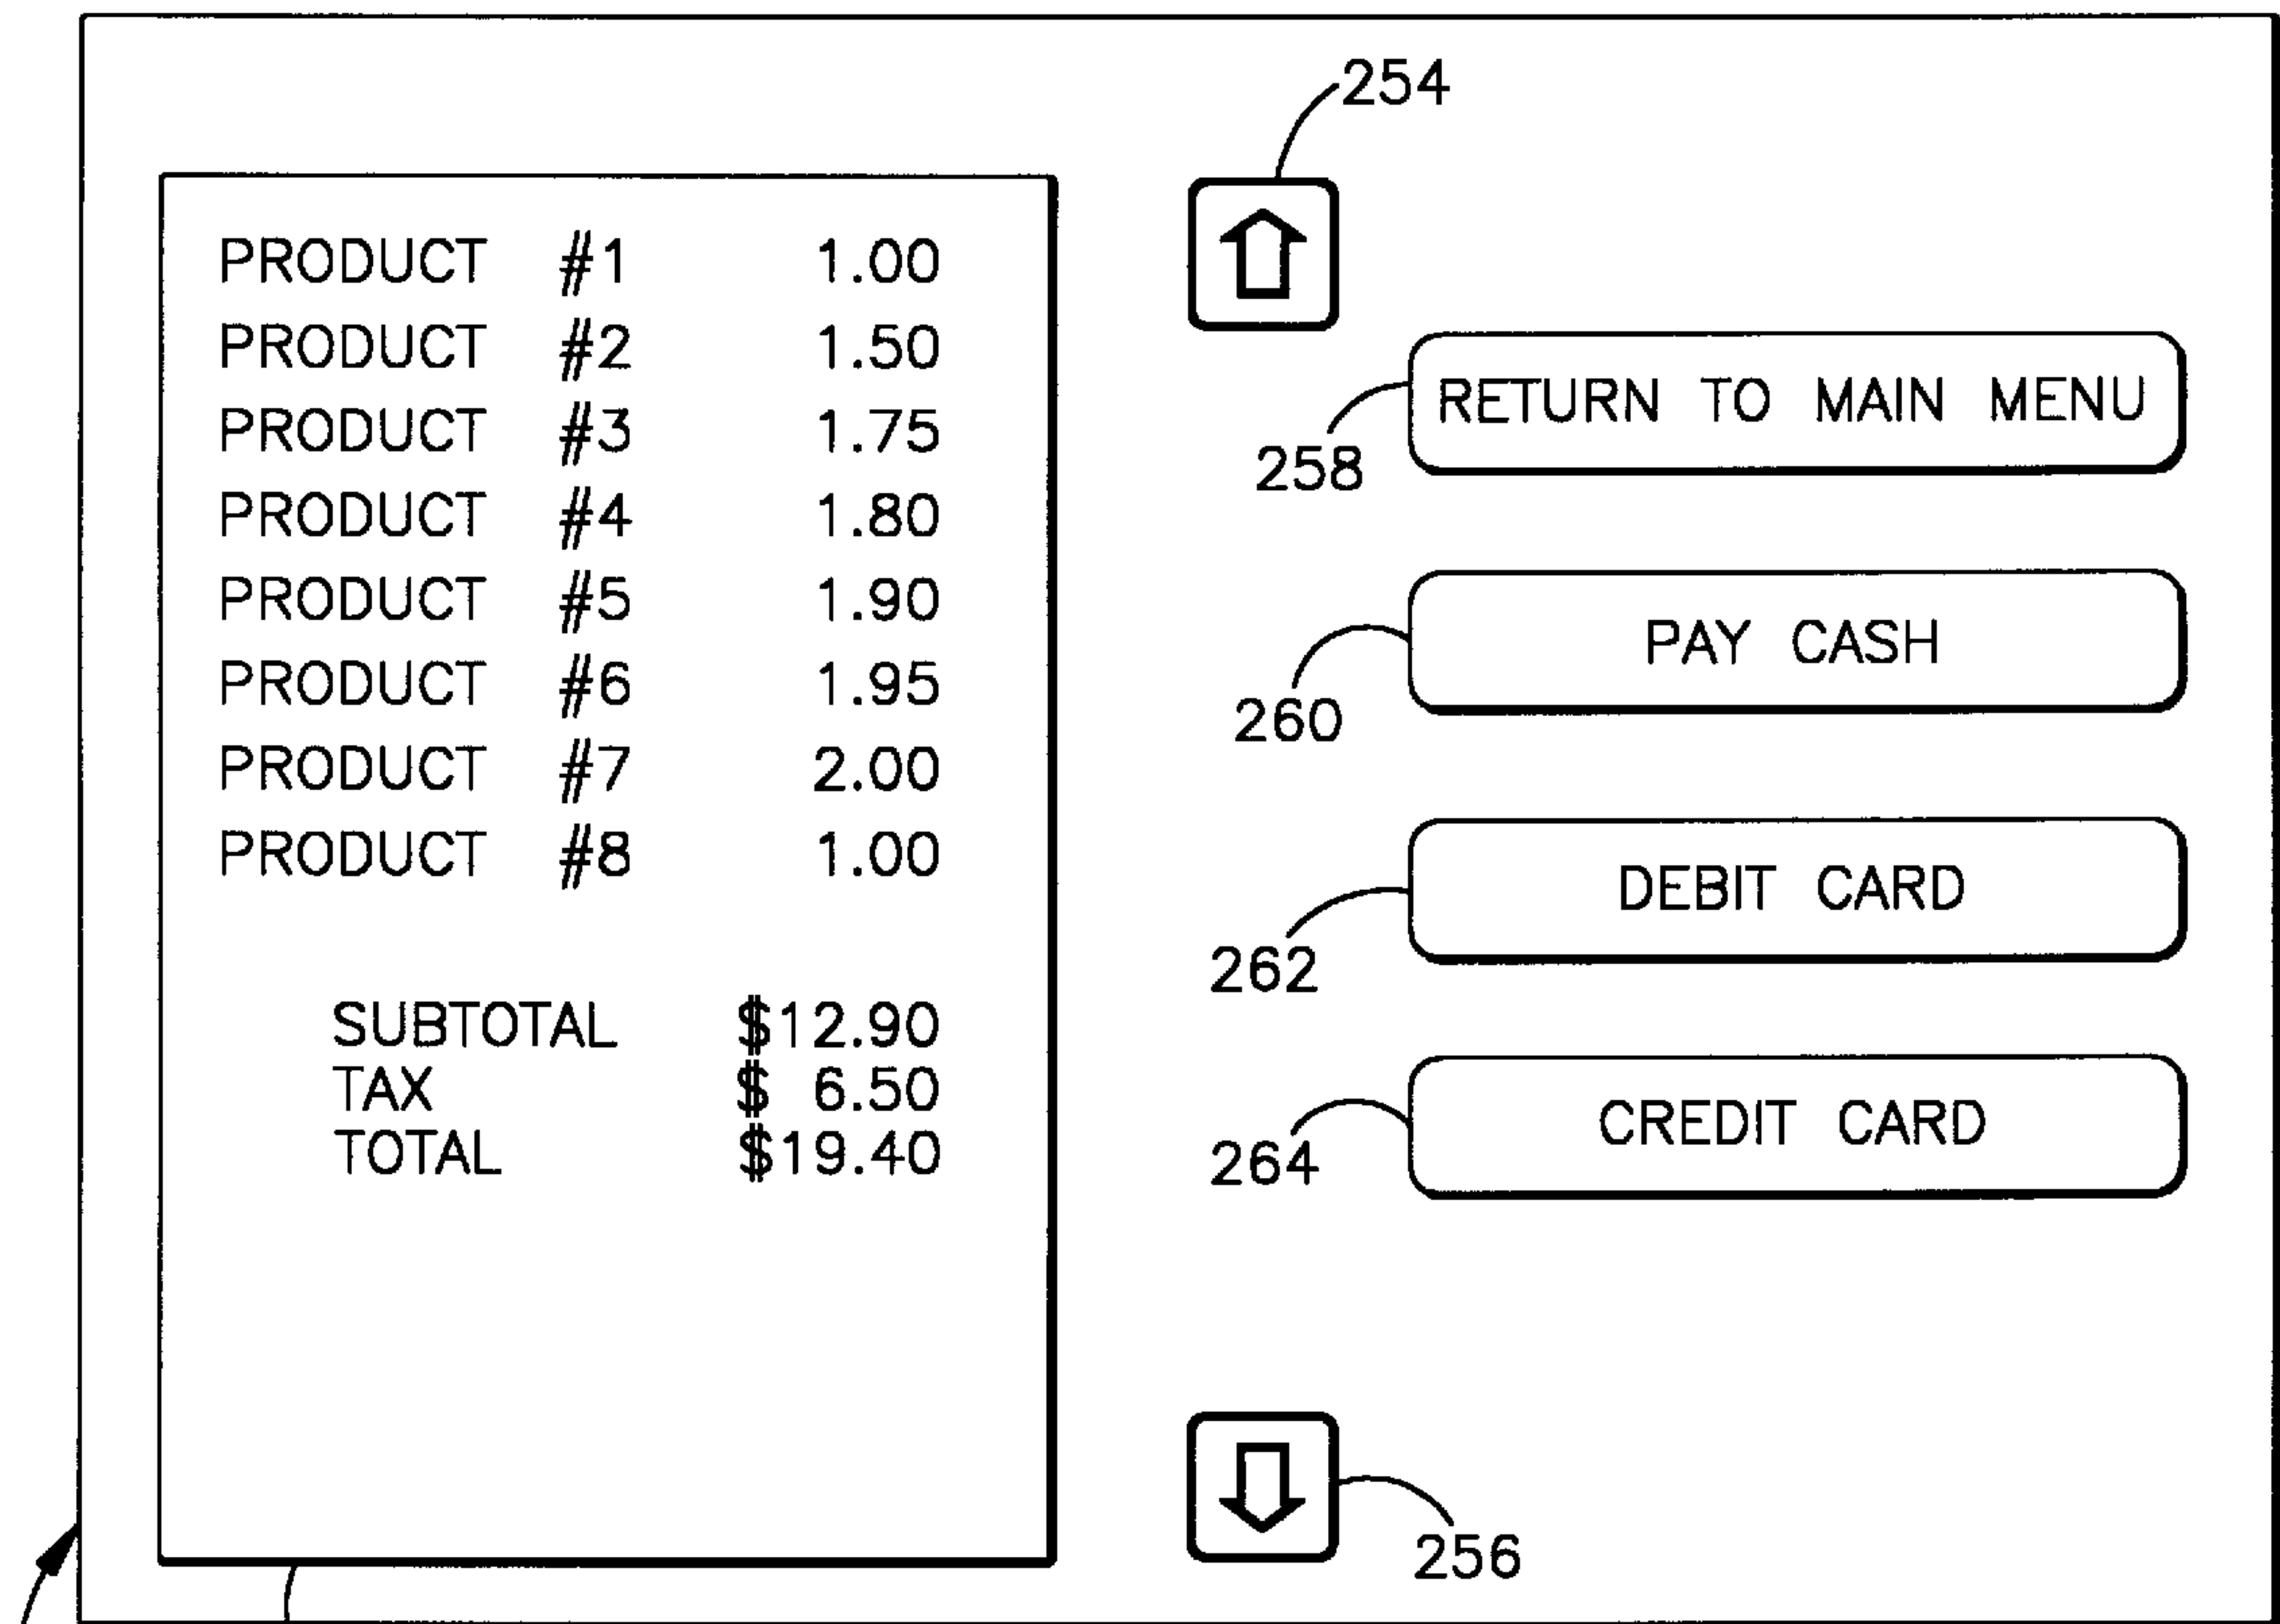 254
PRODUCT #1 1.00
PRODUCT #2 1.50
PRODUCT #3 1.75
PRODUCT #4 1.80
PRODUCT #5 1.90
PRODUCT #6 1.95
PRODUCT #7 2.00
PRODUCT #8 1.00
SUBTOTAL $12.90
TAX $ 6.50
TOTAL $19.40
RETURN TO MAIN MENU
258
PAY CASH
260
DEBIT CARD
262
CREDIT CARD
264
256